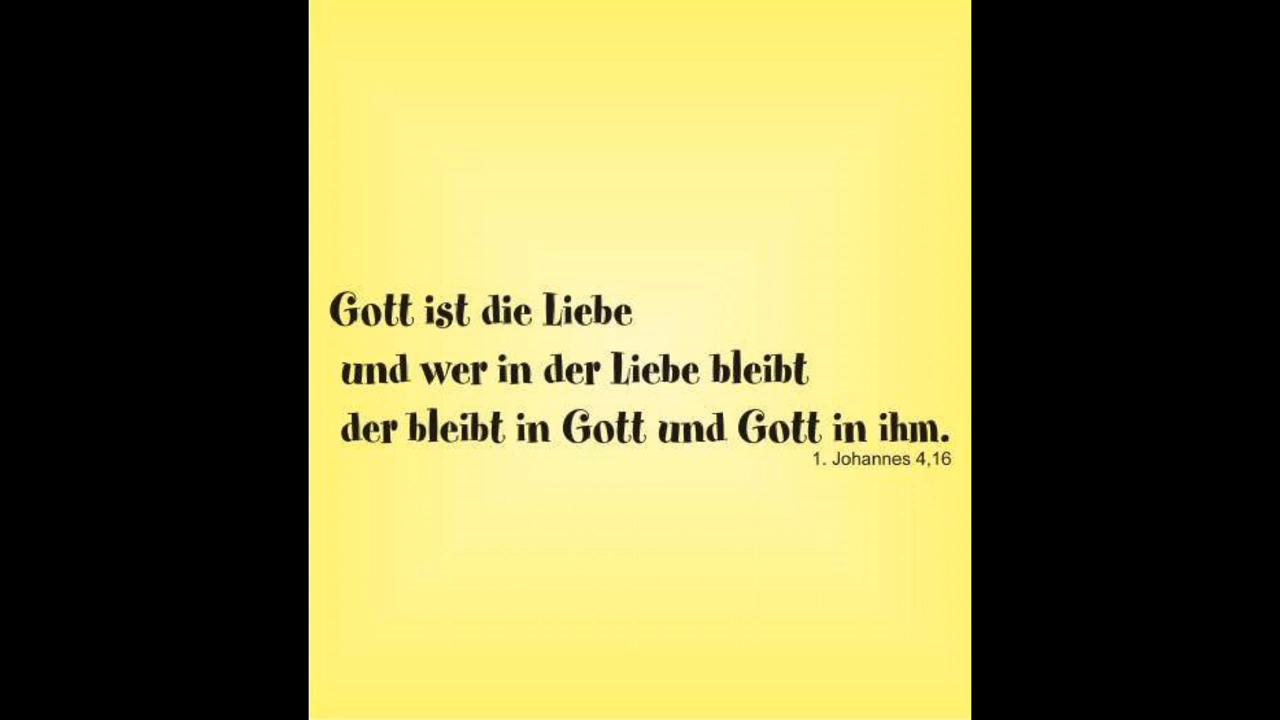 Gott ist die Liebe
und wer in der Liebe bleibt
der bleibt in Gott und Gott in ihm.
1. Johannes 4,16